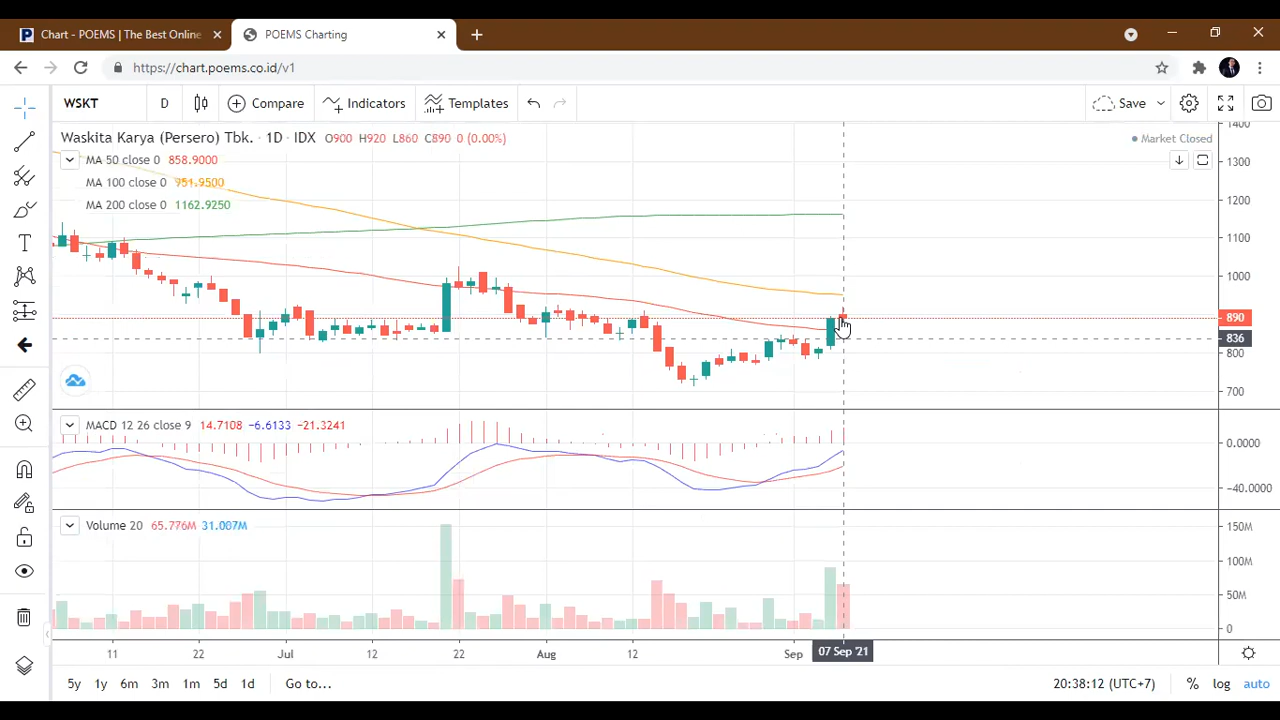 Chart - POEMS | The Best Online
POEMS Charting
https://chart.poems.co.id/v1
WSKT D Compare Indicators Templates Save
Waskita Karya (Persero) Tbk. · 1D · IDX O900 H920 L860 C890 0 (0.00%)
Market Closed
MA 50 close 0 858.9000
MA 100 close 0 951.9500
MA 200 close 0 1162.9250
1400
1300
1200
1100
1000
890
836
800
700
MACD 12 26 close 9 14.7108 −6.6133 −21.3241
0.0000
−40.0000
Volume 20 65.776M 31.087M
150M
100M
50M
0
11 22 Jul 12 22 Aug 12 Sep 07 Sep '21
5y 1y 6m 3m 1m 5d 1d Go to... 20:38:12 (UTC+7) % log auto